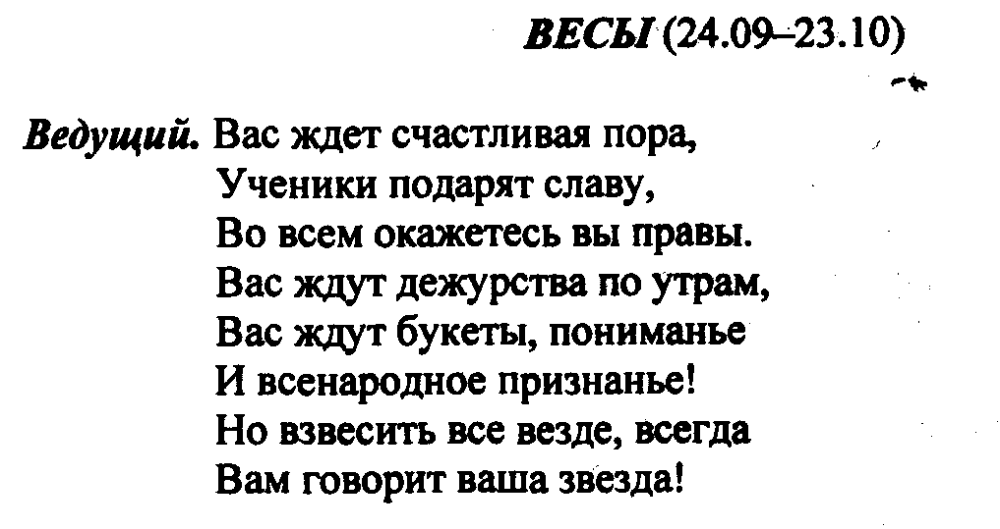 ВЕСЫ (24.09–23.10)
Ведущий. Вас ждет счастливая пора,
Ученики подарят славу,
Во всем окажетесь вы правы.
Вас ждут дежурства по утрам,
Вас ждут букеты, пониманье
И всенародное признанье!
Но взвесить все везде, всегда
Вам говорит ваша звезда!